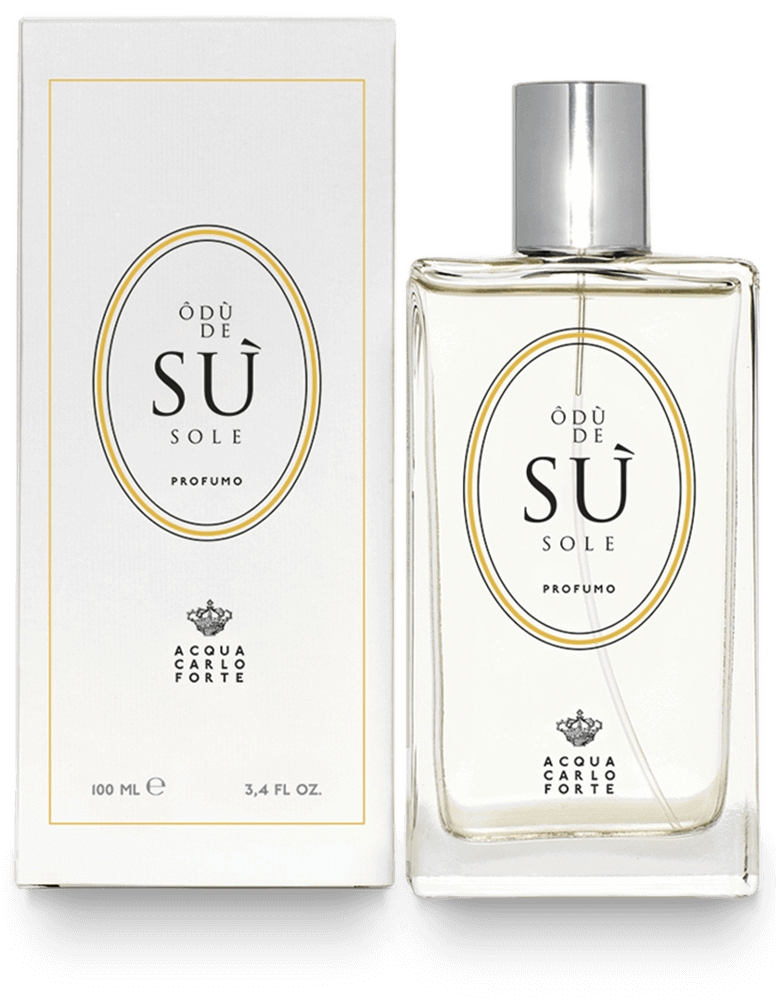 ÔDÙ
DE
SÙ
SOLE
PROFUMO
ACQUA
CARLO
FORTE
100 ML ℮
3,4 FL OZ.
ÔDÙ
DE
SÙ
SOLE
PROFUMO
ACQUA
CARLO
FORTE